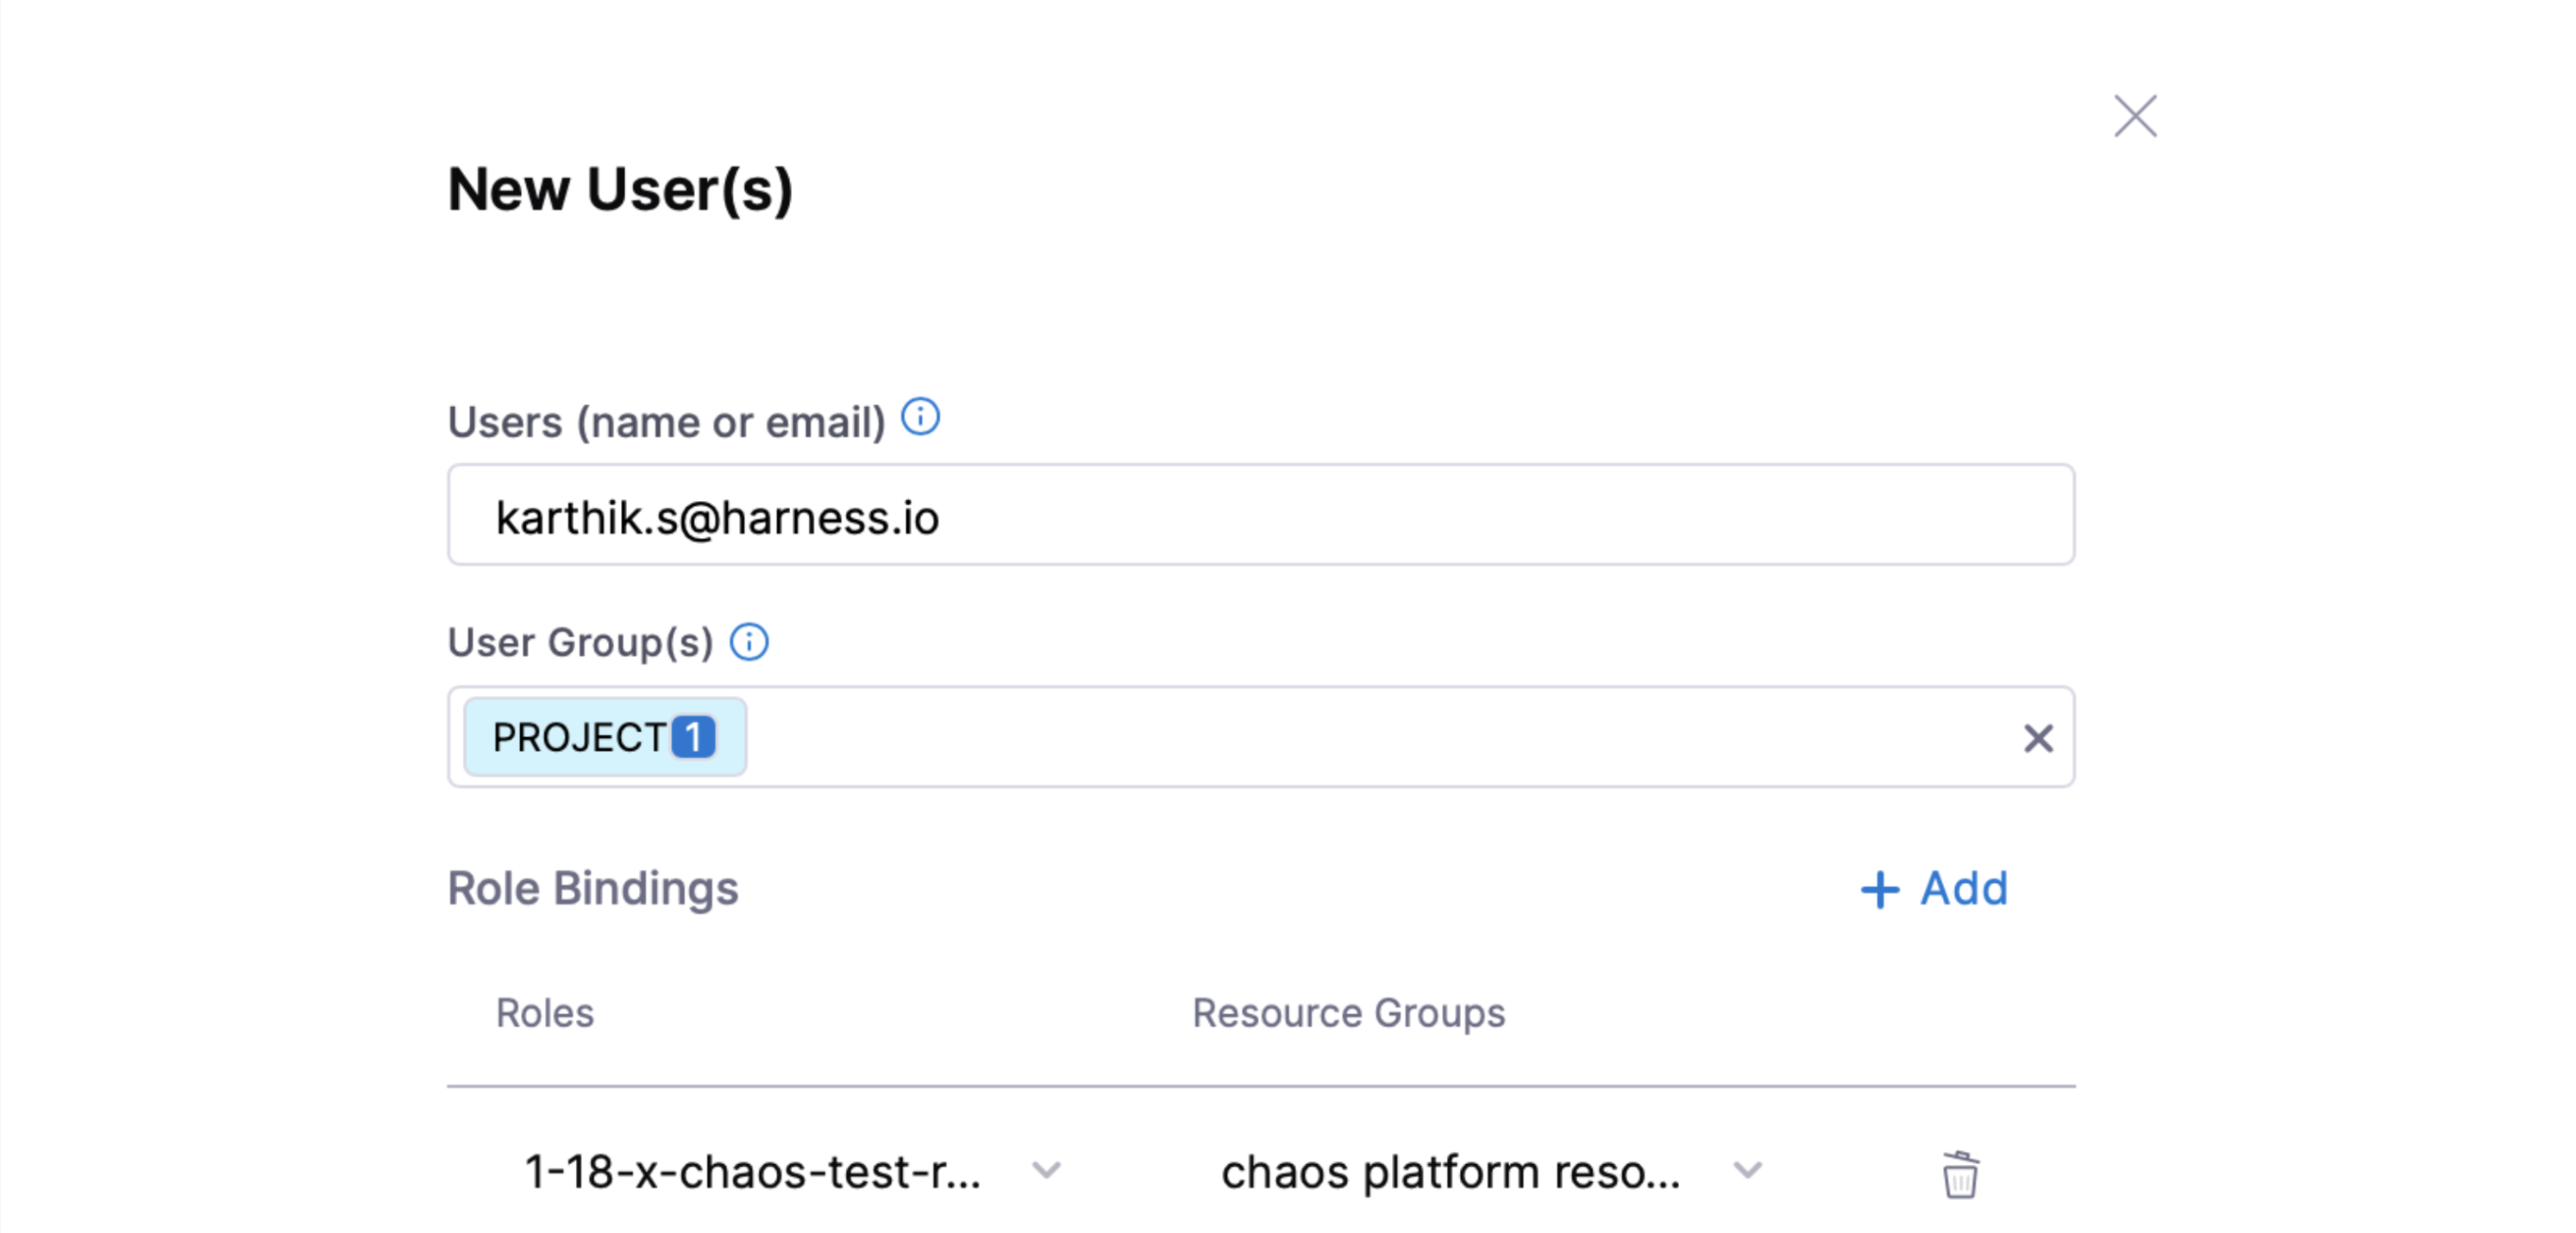 New User(s)
Users (name or email)
karthik.s@harness.io
User Group(s)
PROJECT 1
Role Bindings
+ Add
Roles
Resource Groups
1-18-x-chaos-test-r...
chaos platform reso...